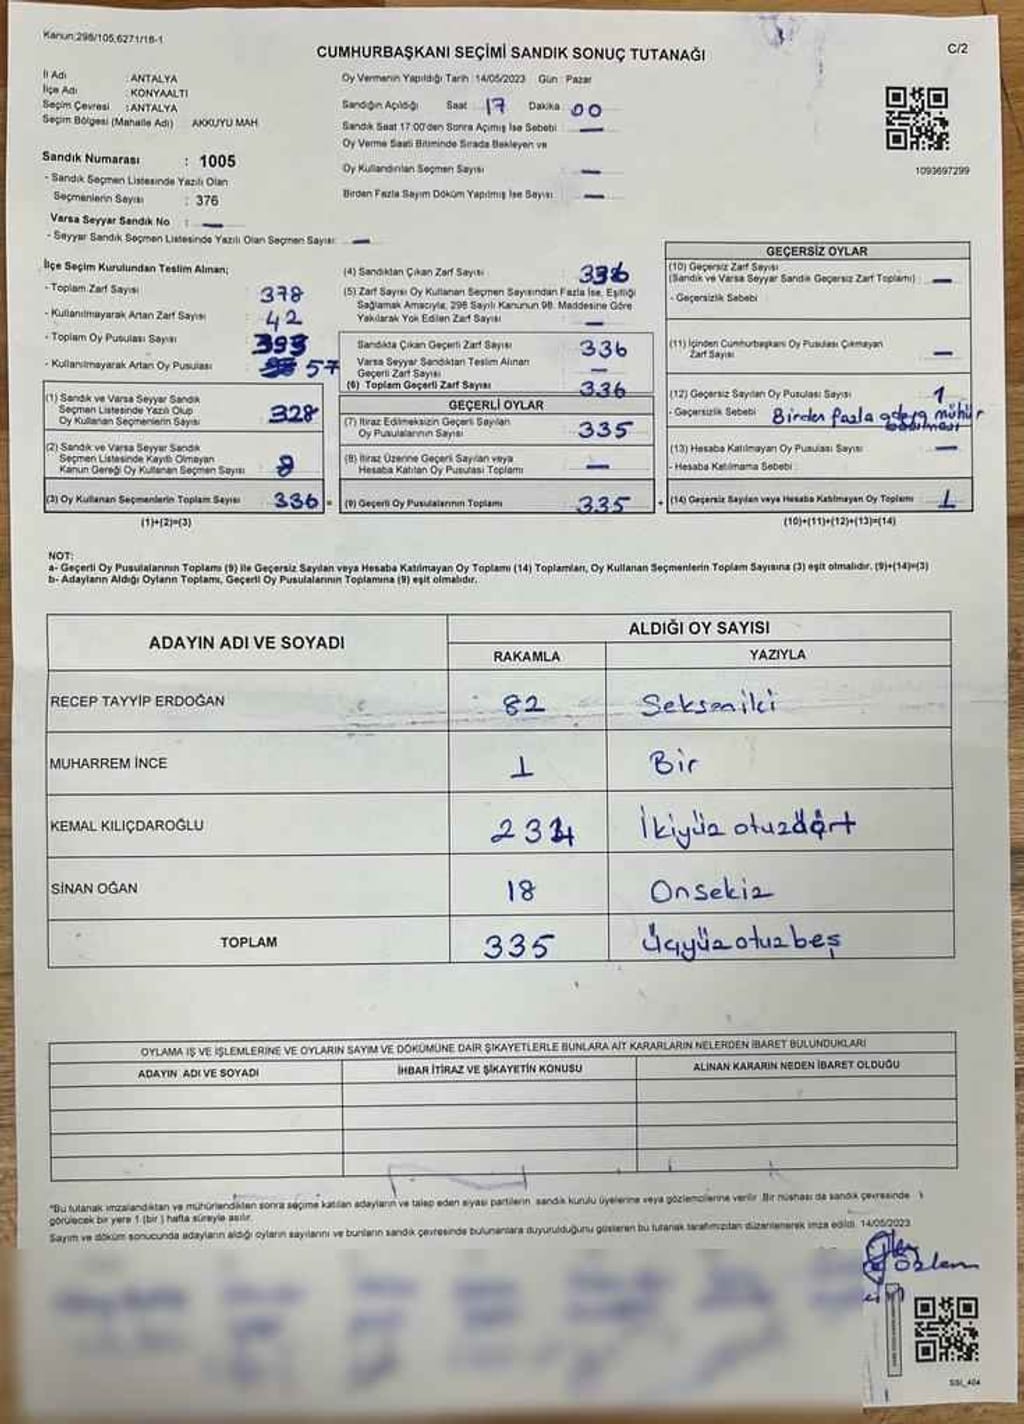 Kanun;298/105,6271/18-1
CUMHURBAŞKANI SEÇİMİ SANDIK SONUÇ TUTANAĞI
C/2
İl Adı : ANTALYA
İlçe Adı : KONYAALTI
Seçim Çevresi : ANTALYA
Seçim Bölgesi (Mahalle Adı) AKKUYU MAH
Oy Vermenin Yapıldığı Tarih : 14/05/2023 Gün : Pazar
Sandığın Açıldığı Saat 17 Dakika 00
Sandık Saat 17:00'den Sonra Açımış İse Sebebi —
Oy Verme Saati Bitiminde Sırada Bekleyen ve
Oy Kullandırılan Seçmen Sayısı —
Birden Fazla Sayım Döküm Yapılmış İse Sayısı —
1093697299
Sandık Numarası : 1005
- Sandık Seçmen Listesinde Yazılı Olan
Seçmenlerin Sayısı : 376
Varsa Seyyar Sandık No : —
- Seyyar Sandık Seçmen Listesinde Yazılı Olan Seçmen Sayısı: —
İlçe Seçim Kurulundan Teslim Alınan;
- Toplam Zarf Sayısı : 378
- Kullanılmayarak Artan Zarf Sayısı : 42
- Toplam Oy Pusulası Sayısı : 393
- Kullanılmayarak Artan Oy Pusulası : 57
(1) Sandık ve Varsa Seyyar Sandık
Seçmen Listesinde Yazılı Olup
Oy Kullanan Seçmenlerin Sayısı 328
(2) Sandık ve Varsa Seyyar Sandık
Seçmen Listesinde Kayıtlı Olmayan
Kanun Gereği Oy Kullanan Seçmen Sayısı 8
(3) Oy Kullanan Seçmenlerin Toplam Sayısı 336 =
(1)+(2)=(3)
(4) Sandıktan Çıkan Zarf Sayısı 336
(5) Zarf Sayısı Oy Kullanan Seçmen Sayısından Fazla İse, Eşitliği
Sağlamak Amacıyla, 298 Sayılı Kanunun 98. Maddesine Göre
Yakılarak Yok Edilen Zarf Sayısı —
Sandıkta Çıkan Geçerli Zarf Sayısı 336
Varsa Seyyar Sandıktan Teslim Alınan
Geçerli Zarf Sayısı —
(6) Toplam Geçerli Zarf Sayısı 336
GEÇERLİ OYLAR
(7) İtiraz Edilmeksizin Geçerli Sayılan
Oy Pusulalarının Sayısı 335
(8) İtiraz Üzerine Geçerli Sayılan veya
Hesaba Katılan Oy Pusulası Toplamı —
(9) Geçerli Oy Pusulalarının Toplamı 335 +
GEÇERSİZ OYLAR
(10) Geçersiz Zarf Sayısı
(Sandık ve Varsa Seyyar Sandık Geçersiz Zarf Toplamı) : —
- Geçersizlik Sebebi
(11) İçinden Cumhurbaşkanı Oy Pusulası Çıkmayan
Zarf Sayısı —
(12) Geçersiz Sayılan Oy Pusulası Sayısı : 1
- Geçersizlik Sebebi Birden fazla adaya mühür
basılması
(13) Hesaba Katılmayan Oy Pusulası Sayısı —
- Hesaba Katılmama Sebebi
(14) Geçersiz Sayılan veya Hesaba Katılmayan Oy Toplamı 1
(10)+(11)+(12)+(13)=(14)
NOT:
a- Geçerli Oy Pusulalarının Toplamı (9) ile Geçersiz Sayılan veya Hesaba Katılmayan Oy Toplamı (14) Toplamları, Oy Kullanan Seçmenlerin Toplam Sayısına (3) eşit olmalıdır. (9)+(14)=(3)
b- Adayların Aldığı Oyların Toplamı, Geçerli Oy Pusulalarının Toplamına (9) eşit olmalıdır.
ADAYIN ADI VE SOYADI
ALDIĞI OY SAYISI
RAKAMLA YAZIYLA
RECEP TAYYİP ERDOĞAN 82 Sekseniki
MUHARREM İNCE 1 Bir
KEMAL KILIÇDAROĞLU 234 İkiyüz otuzdört
SİNAN OĞAN 18 Onsekiz
TOPLAM 335 Üçyüz otuz beş
OYLAMA İŞ VE İŞLEMLERİNE VE OYLARIN SAYIM VE DÖKÜMÜNE DAİR ŞİKAYETLERLE BUNLARA AİT KARARLARIN NELERDEN İBARET BULUNDUKLARI
ADAYIN ADI VE SOYADI İHBAR İTİRAZ VE ŞİKAYETİN KONUSU ALINAN KARARIN NEDEN İBARET OLDUĞU
*Bu tutanak imzalandıktan ve mühürlendikten sonra seçime katılan adayların ve talep eden siyasi partilerin sandık kurulu üyelerine veya gözlemcilerine verilir. Bir nüshası da sandık çevresinde
görülecek bir yere 1 (bir ) hafta süreyle asılır.
Sayım ve döküm sonucunda adayların aldığı oyların sayılarını ve bunların sandık çevresinde bulunanlara duyurulduğunu gösteren bu tutanak tarafımızdan düzenlenerek imza edildi. 14/05/2023
Özlem
SSI_404